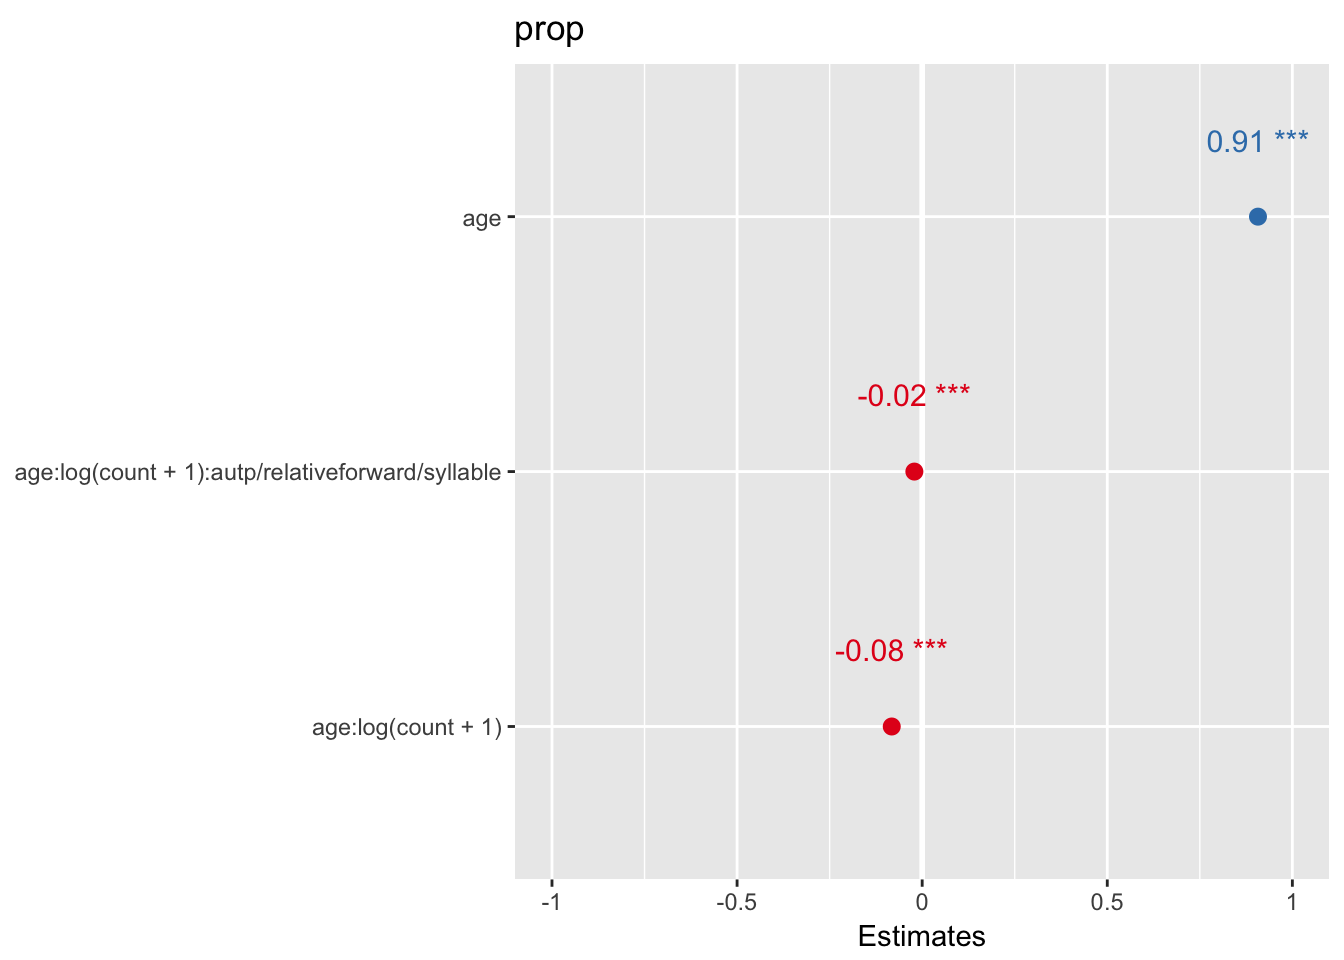 prop
0.91 ***
age
-0.02 ***
age:log(count + 1):autp/relativeforward/syllable
-0.08 ***
age:log(count + 1)
-1 -0.5 0 0.5 1
Estimates